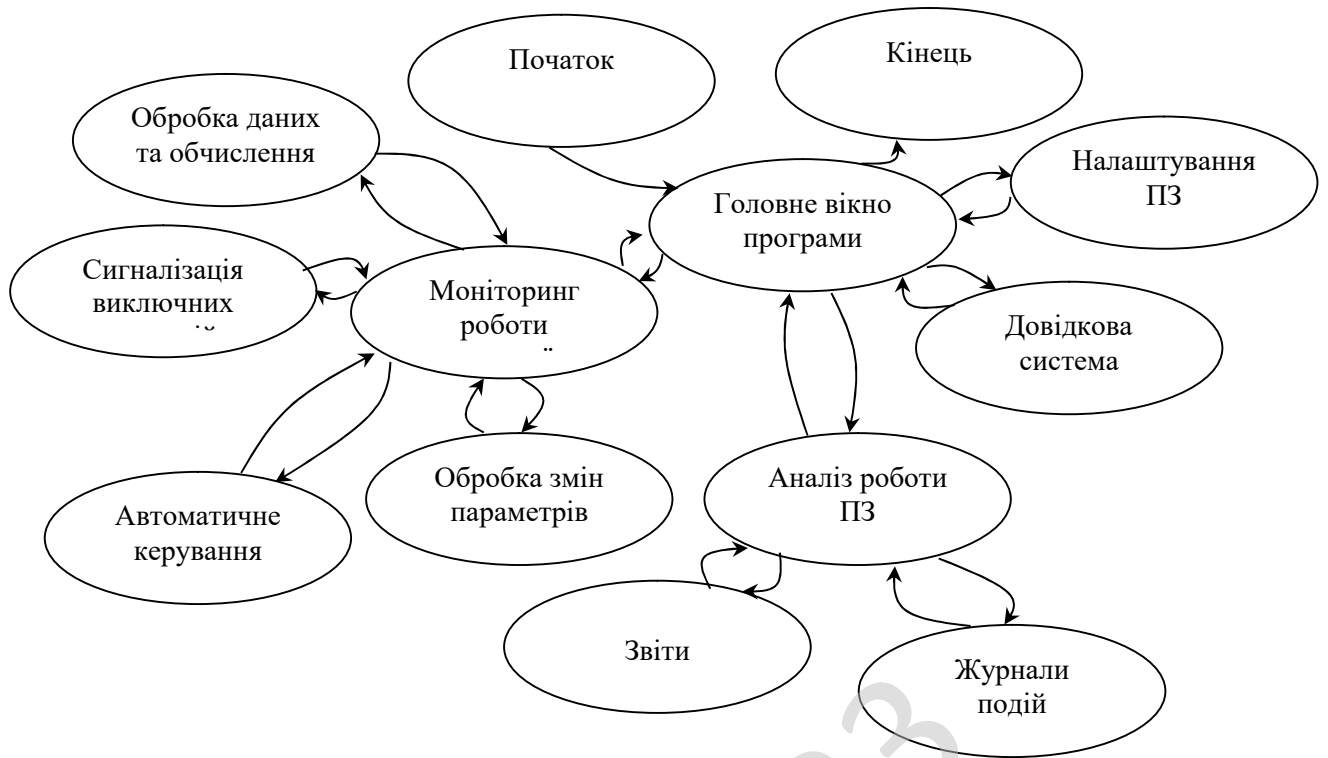 Початок
Кінець
Обробка даних
та обчислення
Налаштування
ПЗ
Головне вікно
програми
Сигналізація
виключних
Моніторинг
роботи
Довідкова
система
Обробка змін
параметрів
Аналіз роботи
ПЗ
Автоматичне
керування
Звіти
Журнали
подій